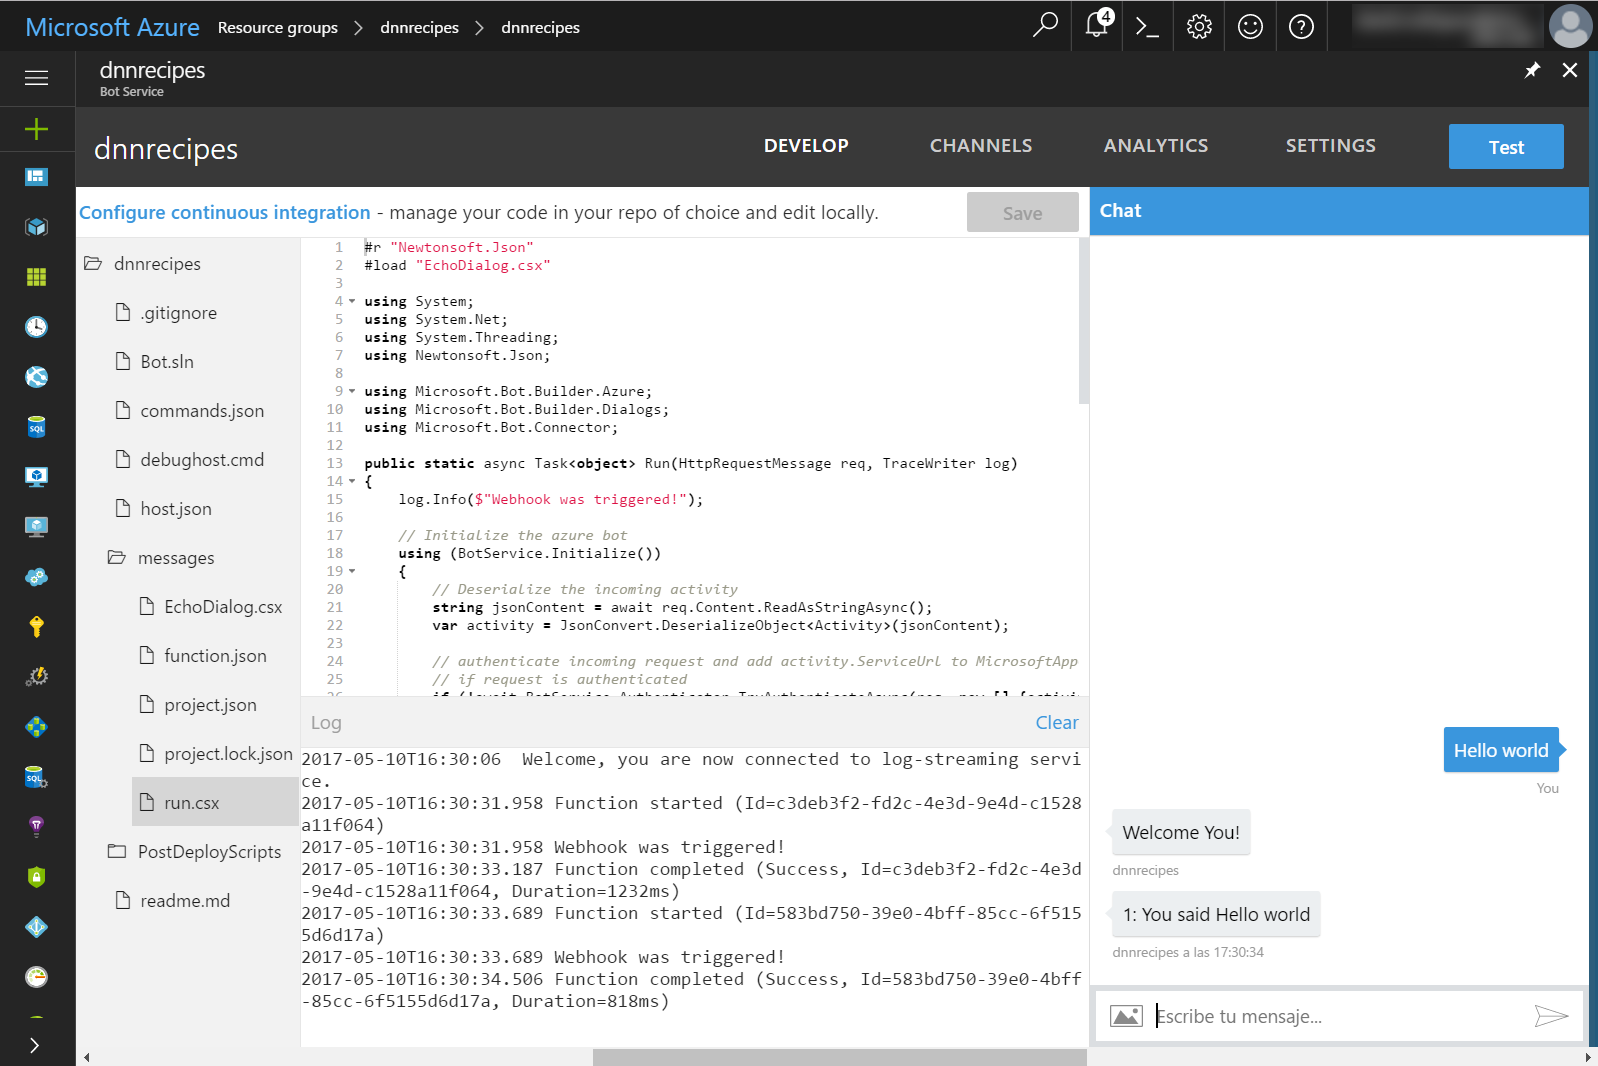 Microsoft Azure Resource groups > dnnrecipes > dnnrecipes
4
dnnrecipes
Bot Service
dnnrecipes
DEVELOP CHANNELS ANALYTICS SETTINGS Test
Configure continuous integration - manage your code in your repo of choice and edit locally.
Save
dnnrecipes
.gitignore
Bot.sln
commands.json
debughost.cmd
host.json
messages
EchoDialog.csx
function.json
project.json
project.lock.json
run.csx
PostDeployScripts
readme.md
1 #r "Newtonsoft.Json"
2 #load "EchoDialog.csx"
3
4 using System;
5 using System.Net;
6 using System.Threading;
7 using Newtonsoft.Json;
8
9 using Microsoft.Bot.Builder.Azure;
10 using Microsoft.Bot.Builder.Dialogs;
11 using Microsoft.Bot.Connector;
12
13 public static async Task<object> Run(HttpRequestMessage req, TraceWriter log)
14 {
15 log.Info($"Webhook was triggered!");
16
17 // Initialize the azure bot
18 using (BotService.Initialize())
19 {
20 // Deserialize the incoming activity
21 string jsonContent = await req.Content.ReadAsStringAsync();
22 var activity = JsonConvert.DeserializeObject<Activity>(jsonContent);
23
24 // authenticate incoming request and add activity.ServiceUrl to MicrosoftApp
25 // if request is authenticated
Log
Clear
2017-05-10T16:30:06  Welcome, you are now connected to log-streaming servi
ce.
2017-05-10T16:30:31.958 Function started (Id=c3deb3f2-fd2c-4e3d-9e4d-c1528
a11f064)
2017-05-10T16:30:31.958 Webhook was triggered!
2017-05-10T16:30:33.187 Function completed (Success, Id=c3deb3f2-fd2c-4e3d
-9e4d-c1528a11f064, Duration=1232ms)
2017-05-10T16:30:33.689 Function started (Id=583bd750-39e0-4bff-85cc-6f515
5d6d17a)
2017-05-10T16:30:33.689 Webhook was triggered!
2017-05-10T16:30:34.506 Function completed (Success, Id=583bd750-39e0-4bff
-85cc-6f5155d6d17a, Duration=818ms)
Chat
Hello world
You
Welcome You!
dnnrecipes
1: You said Hello world
dnnrecipes a las 17:30:34
Escribe tu mensaje...
SQL
SQL